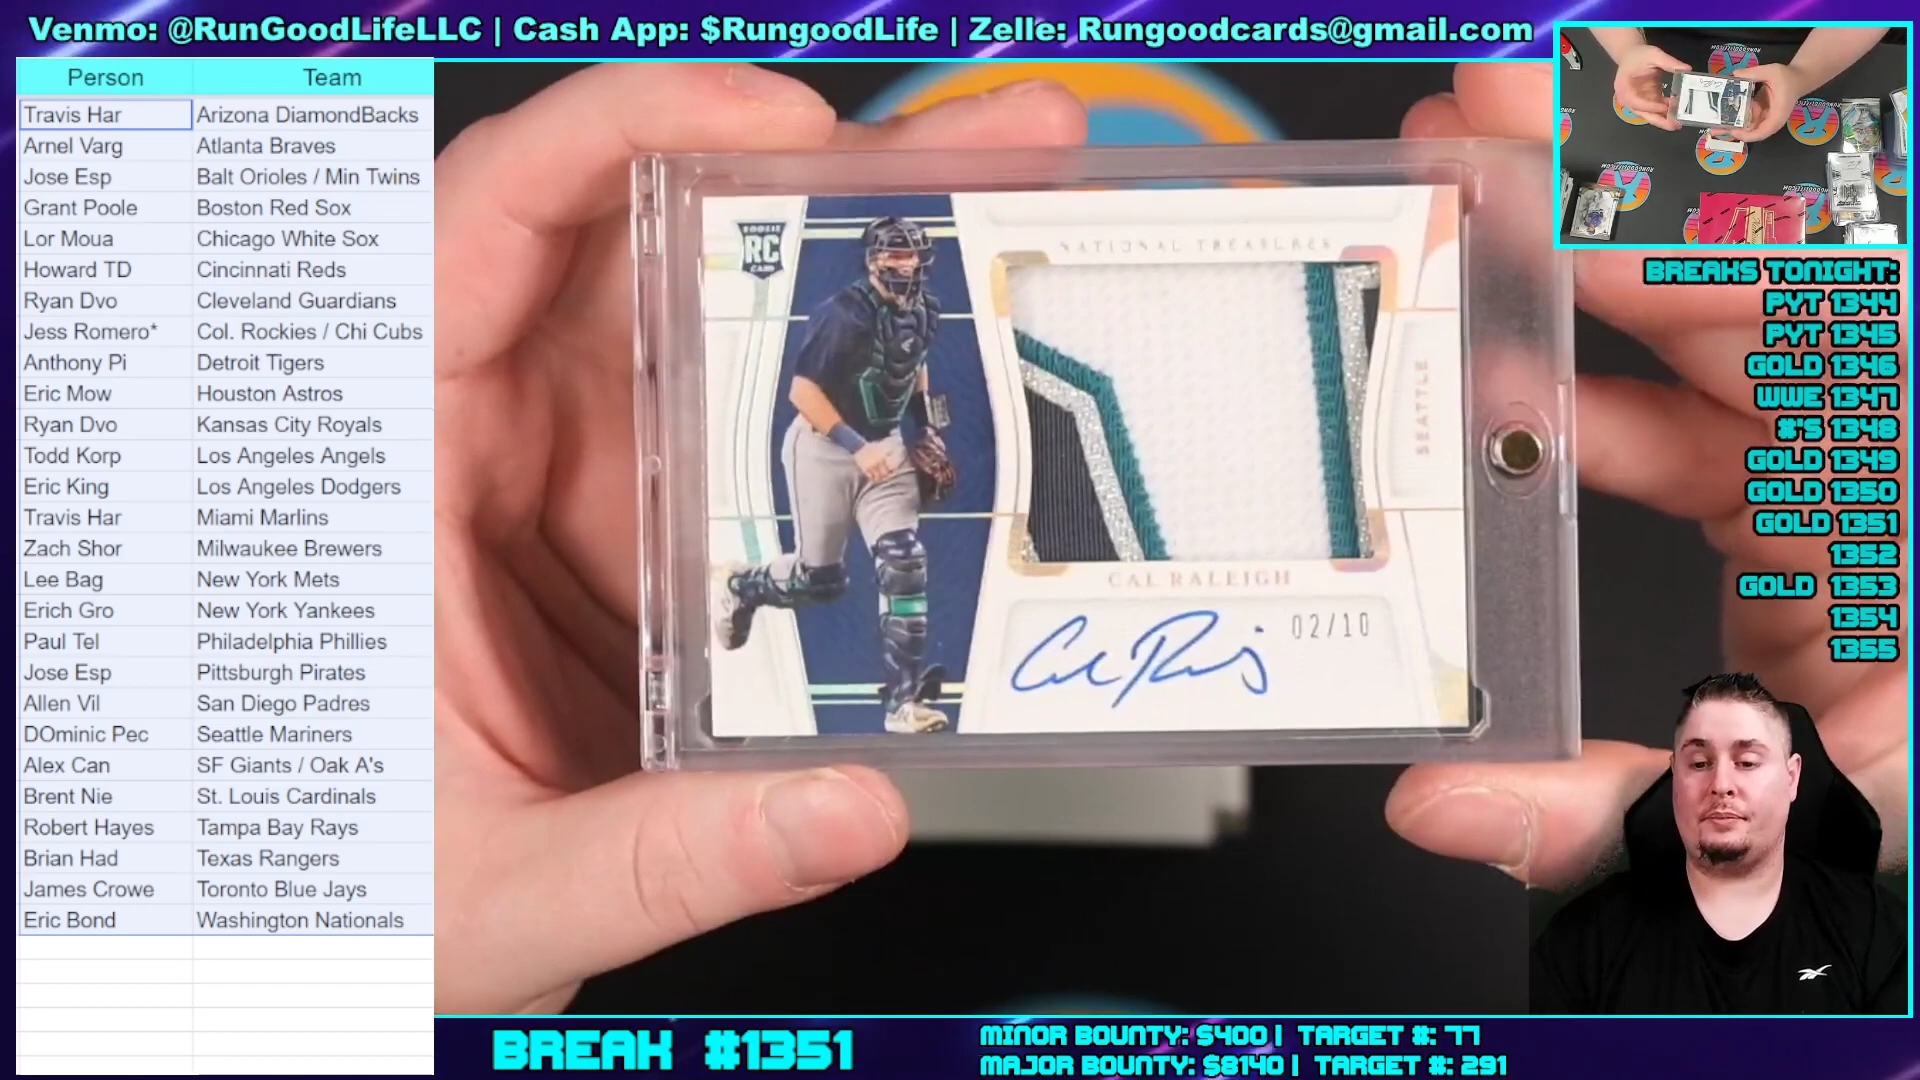 Venmo: @RunGoodLifeLLC | Cash App: $RungoodLife | Zelle: Rungoodcards@gmail.com
Person Team
Travis Har Arizona DiamondBacks
Arnel Varg Atlanta Braves
Jose Esp Balt Orioles / Min Twins
Grant Poole Boston Red Sox
Lor Moua Chicago White Sox
Howard TD Cincinnati Reds
Ryan Dvo Cleveland Guardians
Jess Romero* Col. Rockies / Chi Cubs
Anthony Pi Detroit Tigers
Eric Mow Houston Astros
Ryan Dvo Kansas City Royals
Todd Korp Los Angeles Angels
Eric King Los Angeles Dodgers
Travis Har Miami Marlins
Zach Shor Milwaukee Brewers
Lee Bag New York Mets
Erich Gro New York Yankees
Paul Tel Philadelphia Phillies
Jose Esp Pittsburgh Pirates
Allen Vil San Diego Padres
DOminic Pec Seattle Mariners
Alex Can SF Giants / Oak A's
Brent Nie St. Louis Cardinals
Robert Hayes Tampa Bay Rays
Brian Had Texas Rangers
James Crowe Toronto Blue Jays
Eric Bond Washington Nationals
ROOKIE
RC
CARD
NATIONAL TREASURES
SEATTLE
CAL RALEIGH
02/10
BREAKS TONIGHT:
PYT 1344
PYT 1345
GOLD 1346
WWE 1347
#'S 1348
GOLD 1349
GOLD 1350
GOLD 1351
1352
GOLD 1353
1354
1355
BREAK #1351
MINOR BOUNTY: $400 | TARGET #: 77
MAJOR BOUNTY: $8140 | TARGET #: 291